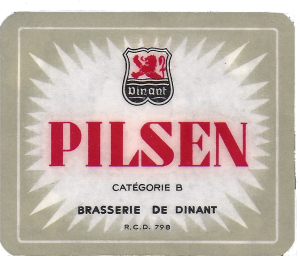 Dinant
PILSEN
CATÉGORIE B
BRASSERIE DE DINANT
R.C.D. 798